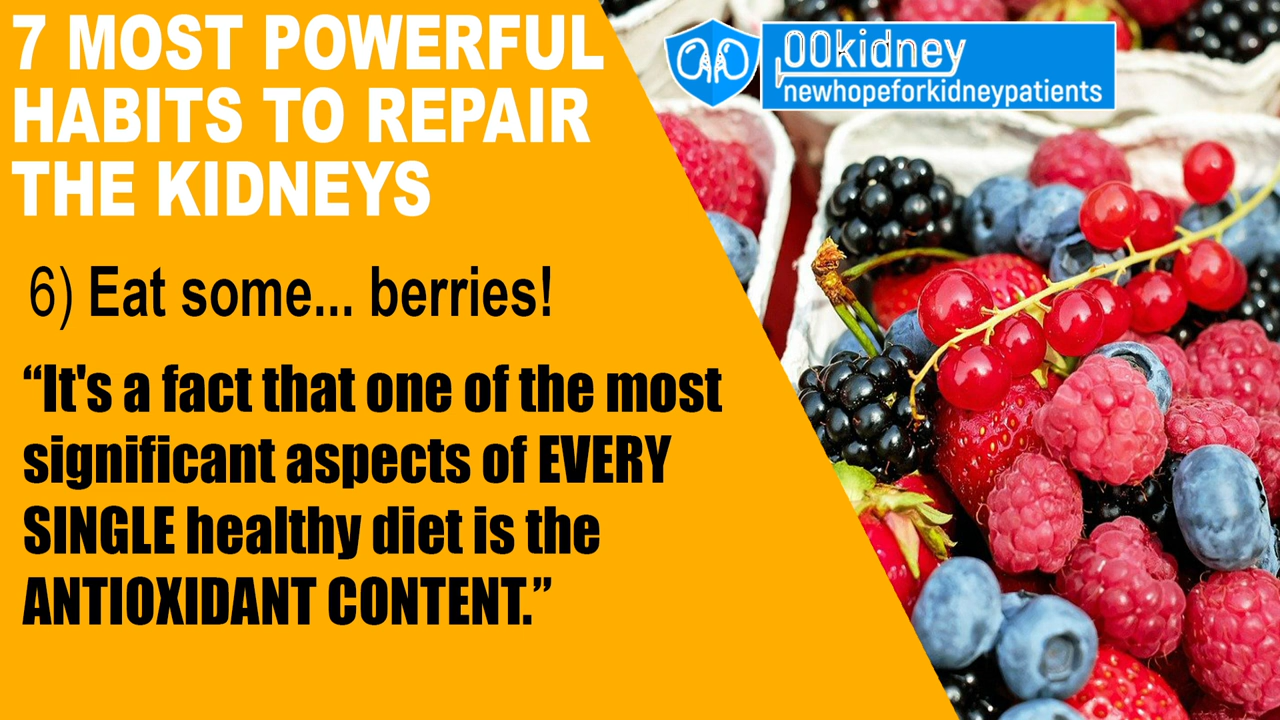 7 MOST POWERFUL
HABITS TO REPAIR
THE KIDNEYS
00kidney
newhopeforkidneypatients
6) Eat some... berries!
“It's a fact that one of the most
significant aspects of EVERY
SINGLE healthy diet is the
ANTIOXIDANT CONTENT.”